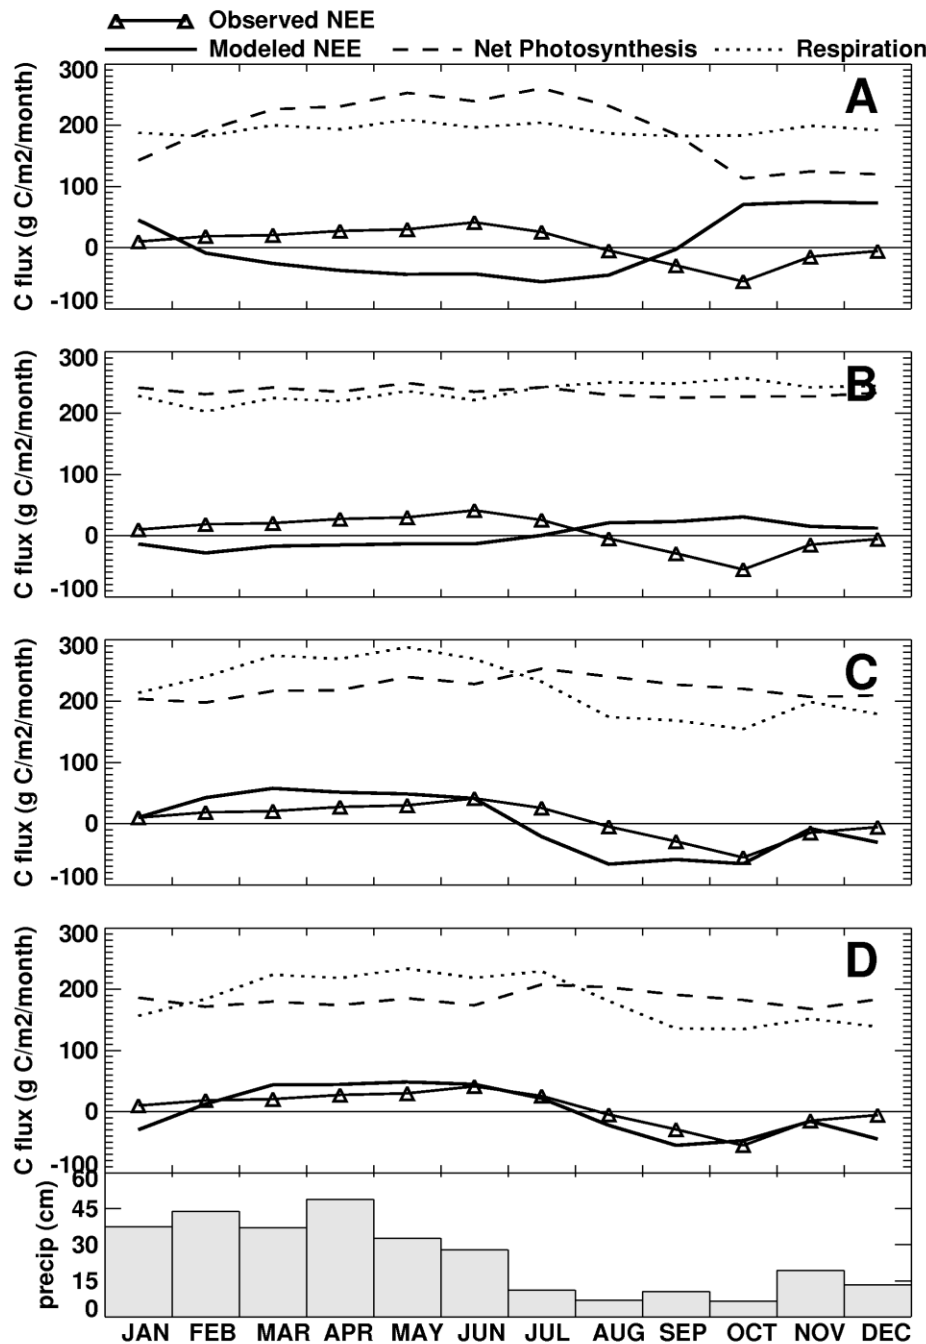 Observed NEE
Modeled NEE Net Photosynthesis Respiration
300
200
100
0
-100
C flux (g C/m2/month)
A
300
200
100
0
-100
C flux (g C/m2/month)
B
300
200
100
0
-100
C flux (g C/m2/month)
C
300
200
100
0
-100
C flux (g C/m2/month)
D
60
45
30
15
0
precip (cm)
JAN FEB MAR APR MAY JUN JUL AUG SEP OCT NOV DEC